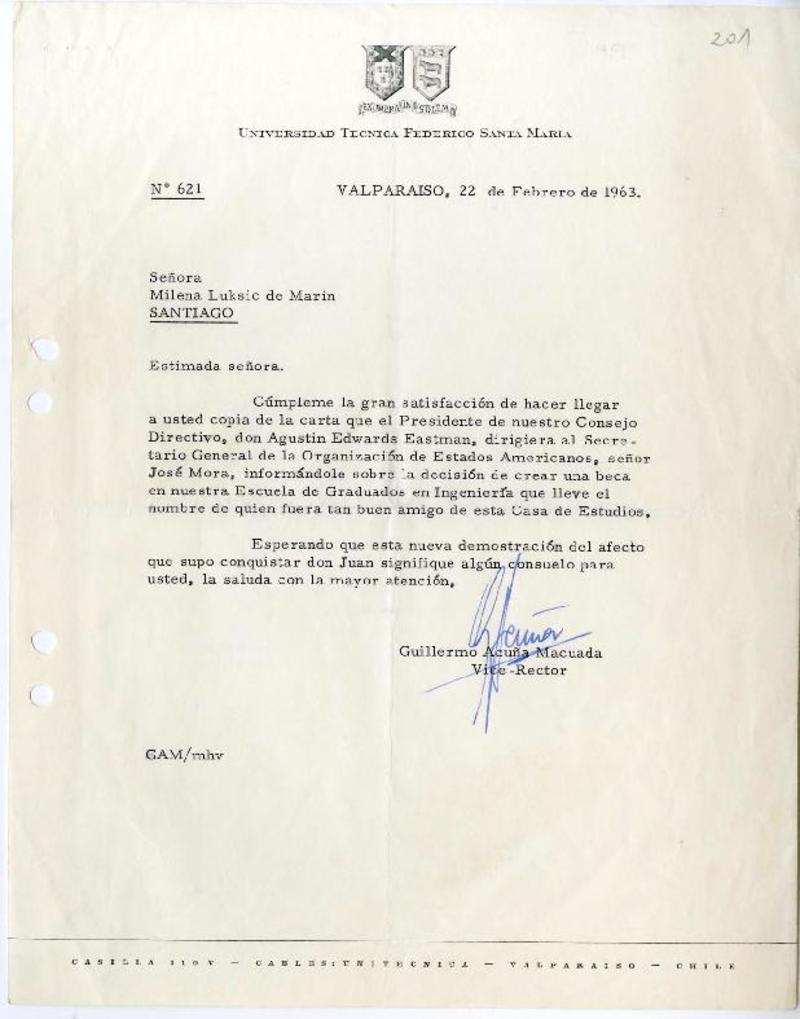 201
UNIVERSIDAD TECNICA FEDERICO SANTA MARIA
N° 621 VALPARAISO, 22 de Febrero de 1963.
Señora
Milena Luksic de Marin
SANTIAGO
Estimada señora.
Cúmpleme la gran satisfacción de hacer llegar
a usted copia de la carta que el Presidente de nuestro Consejo
Directivo, don Agustin Edwards Eastman, dirigiera al Secre-
tario General de la Organización de Estados Americanos, señor
José Mora, informándole sobre la decisión de crear una beca
en nuestra Escuela de Graduados en Ingeniería que lleve el
nombre de quien fuera tan buen amigo de esta Casa de Estudios.
Esperando que esta nueva demostración del afecto
que supo conquistar don Juan signifique algún consuelo para
usted, la saluda con la mayor atención,
Guillermo Acuña Macuada
Vice-Rector
GAM/mhv
CASILLA 110 V - CABLES: UNITECNICA - VALPARAISO - CHILE